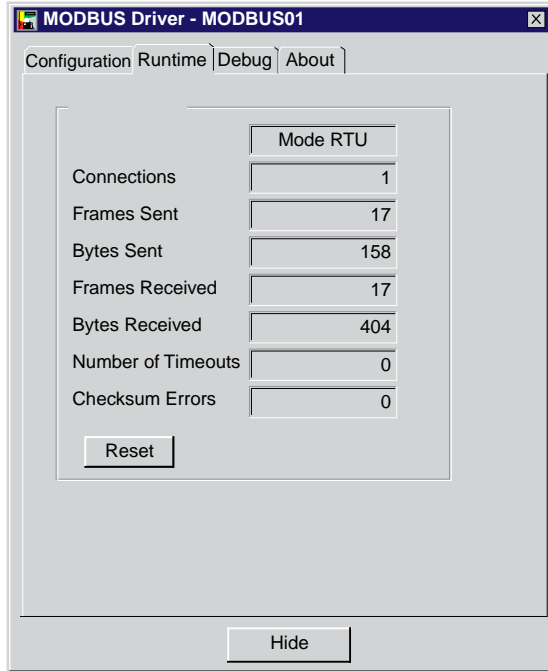 MODBUS Driver - MODBUS01
Configuration Runtime Debug About
Mode RTU
Connections 1
Frames Sent 17
Bytes Sent 158
Frames Received 17
Bytes Received 404
Number of Timeouts 0
Checksum Errors 0
Reset
Hide